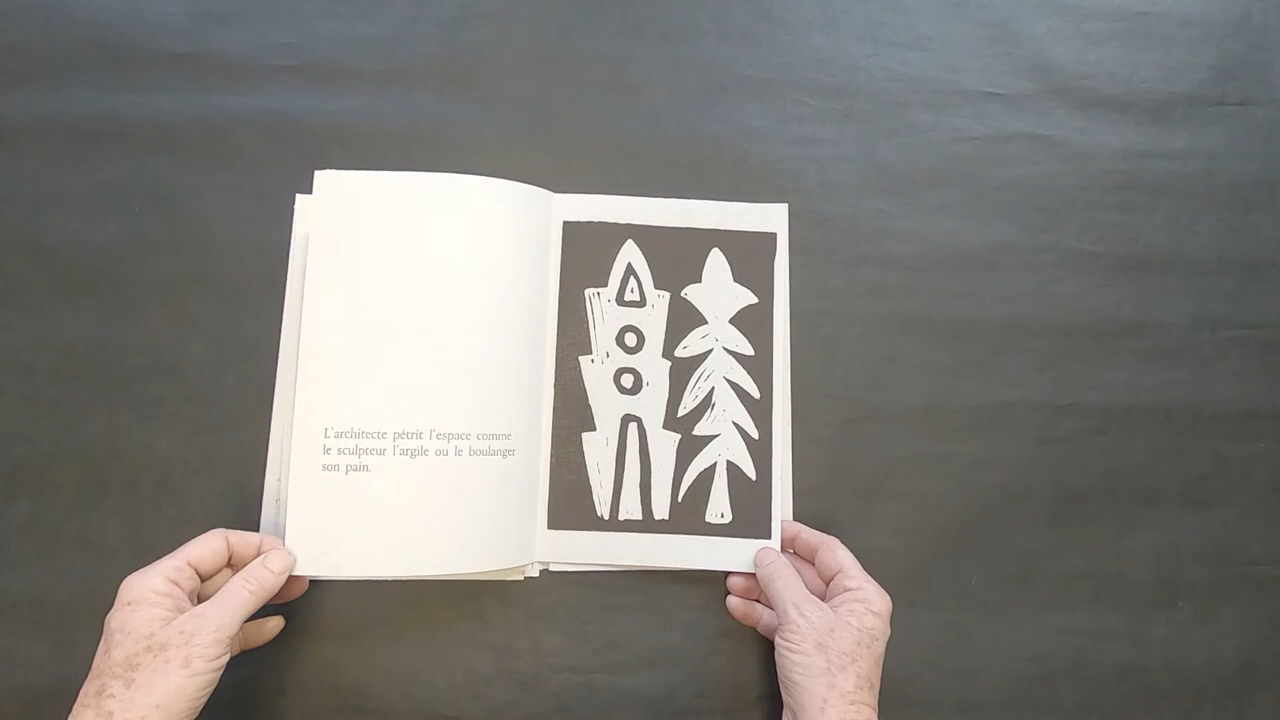 L'architecte pétrit l'espace comme
le sculpteur l'argile ou le boulanger
son pain.